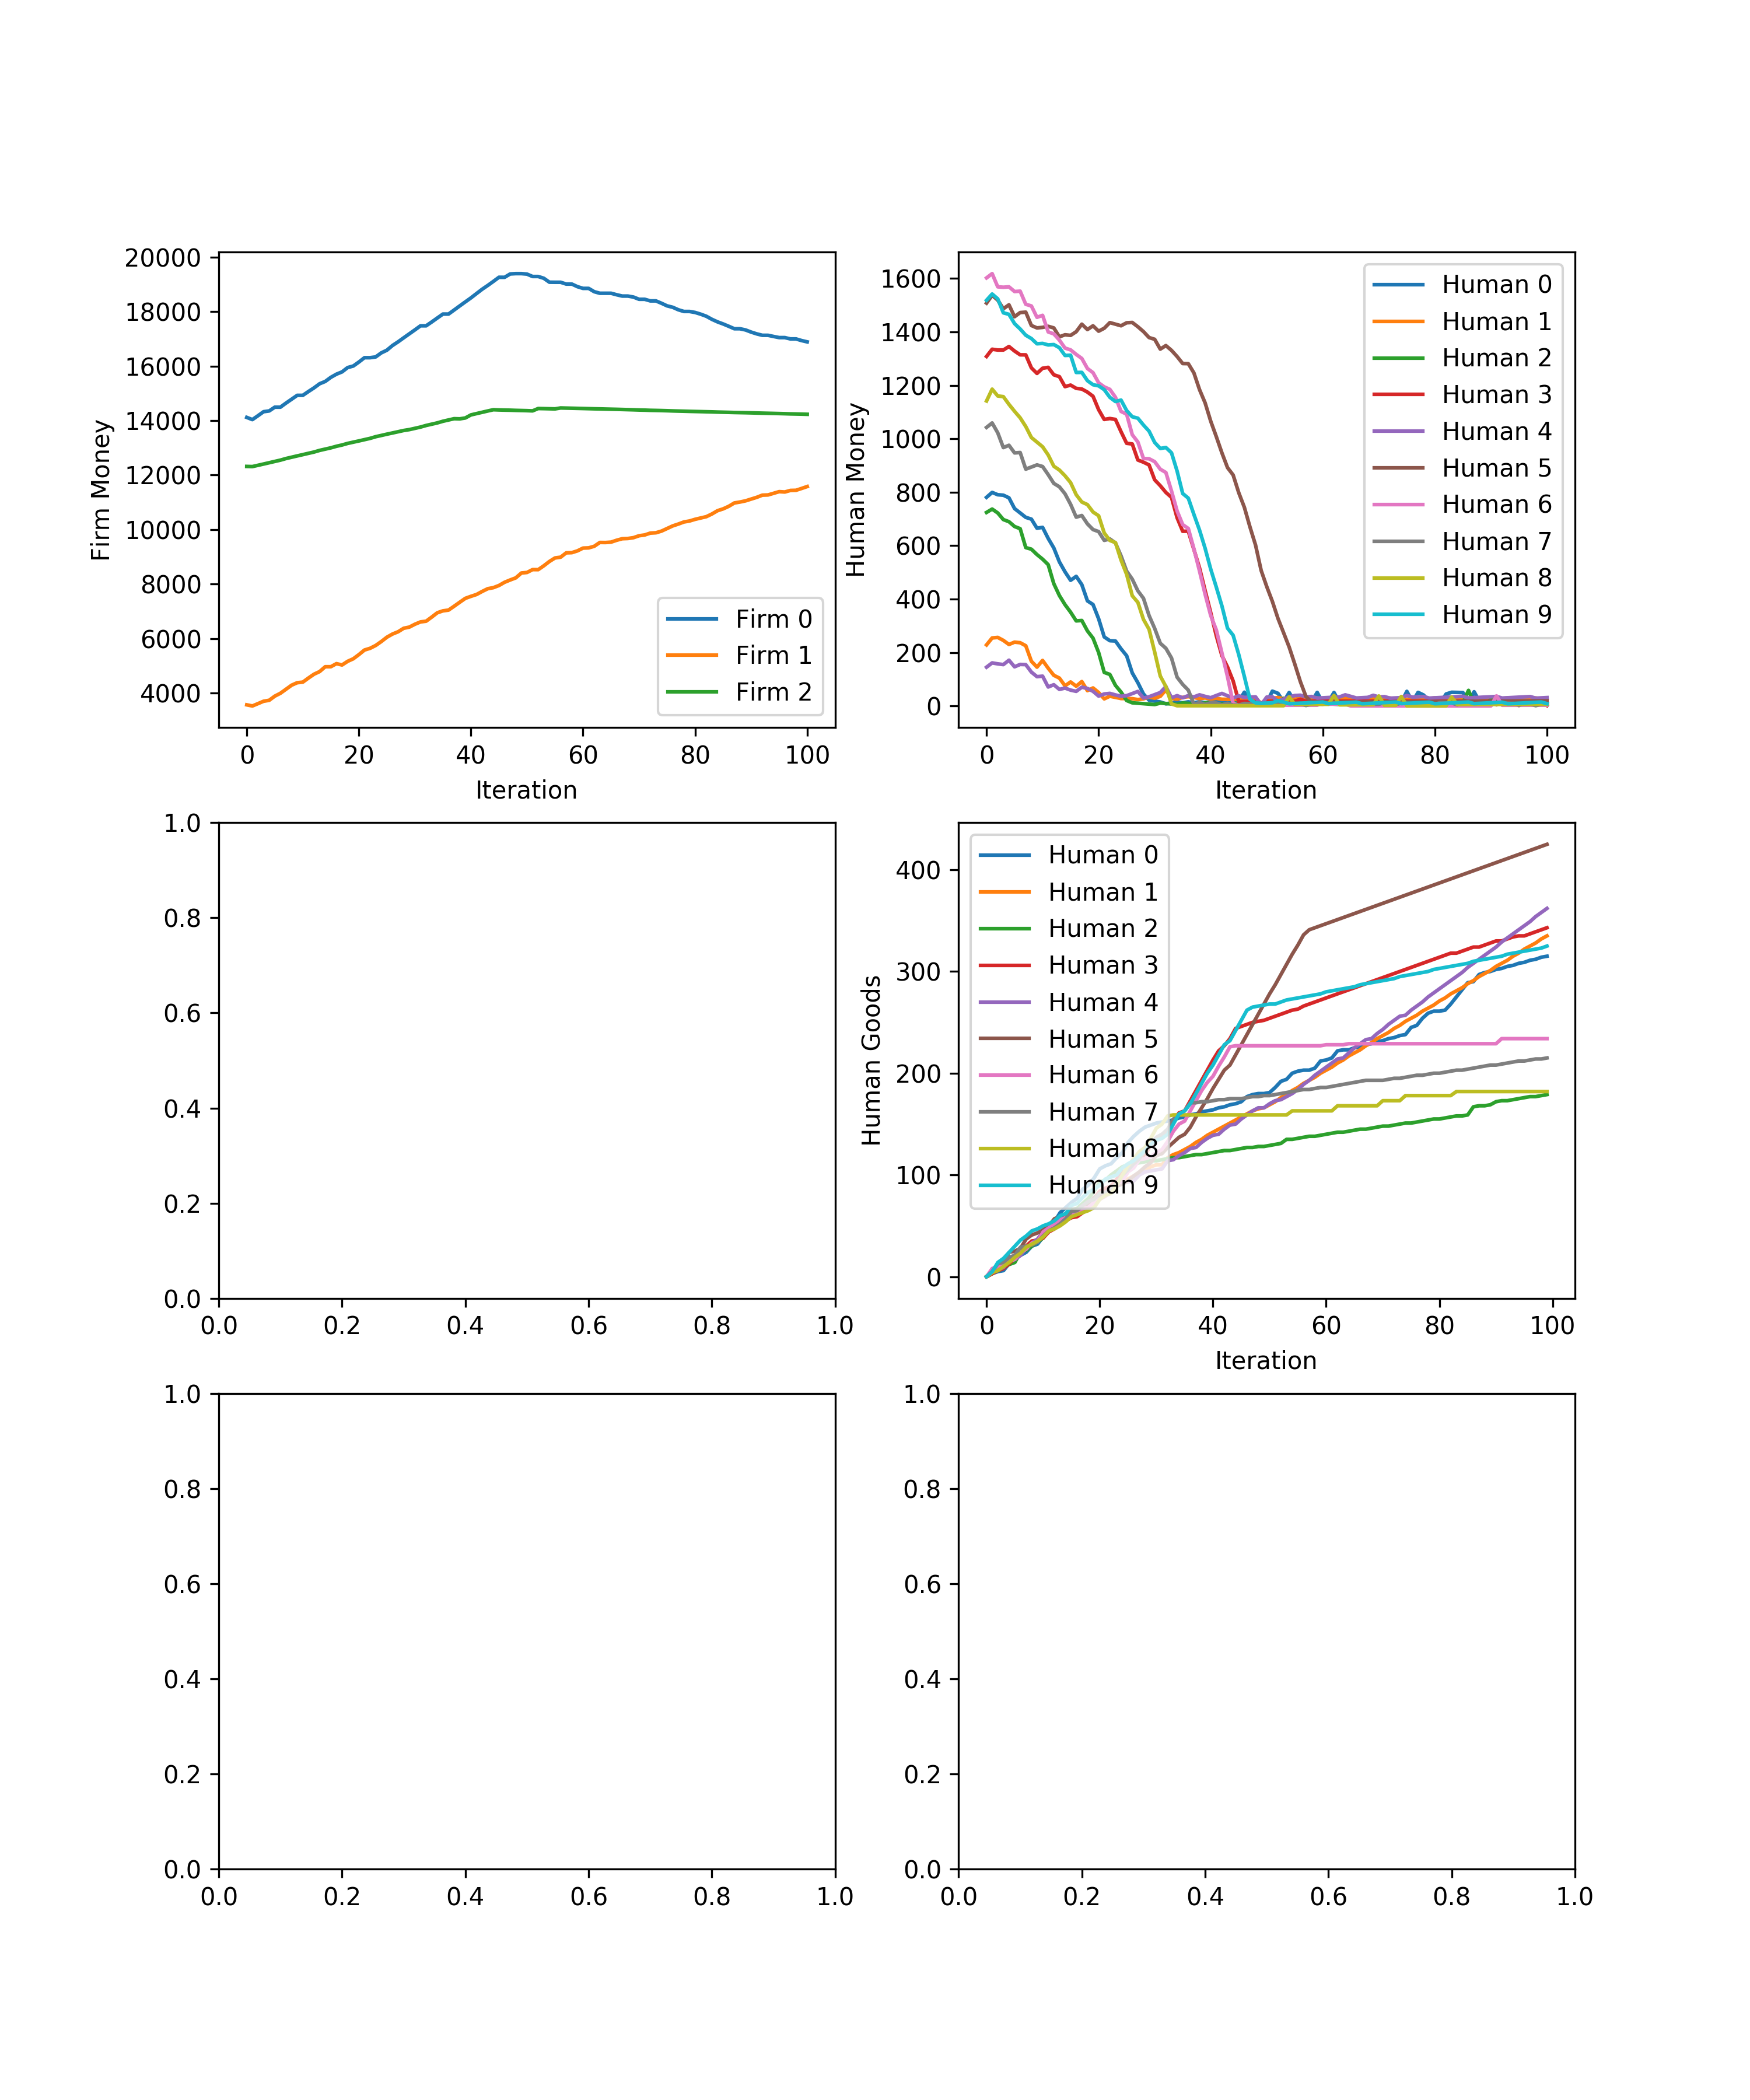 20000
18000
16000
14000
12000
10000
8000
6000
4000
Firm Money
0 20 40 60 80 100
Iteration
Firm 0
Firm 1
Firm 2
1600
1400
1200
1000
800
600
400
200
0
Human Money
0 20 40 60 80 100
Iteration
Human 0
Human 1
Human 2
Human 3
Human 4
Human 5
Human 6
Human 7
Human 8
Human 9
1.0
0.8
0.6
0.4
0.2
0.0
0.0 0.2 0.4 0.6 0.8 1.0
400
300
200
100
0
Human Goods
0 20 40 60 80 100
Iteration
Human 0
Human 1
Human 2
Human 3
Human 4
Human 5
Human 6
Human 7
Human 8
Human 9
1.0
0.8
0.6
0.4
0.2
0.0
0.0 0.2 0.4 0.6 0.8 1.0
1.0
0.8
0.6
0.4
0.2
0.0
0.0 0.2 0.4 0.6 0.8 1.0